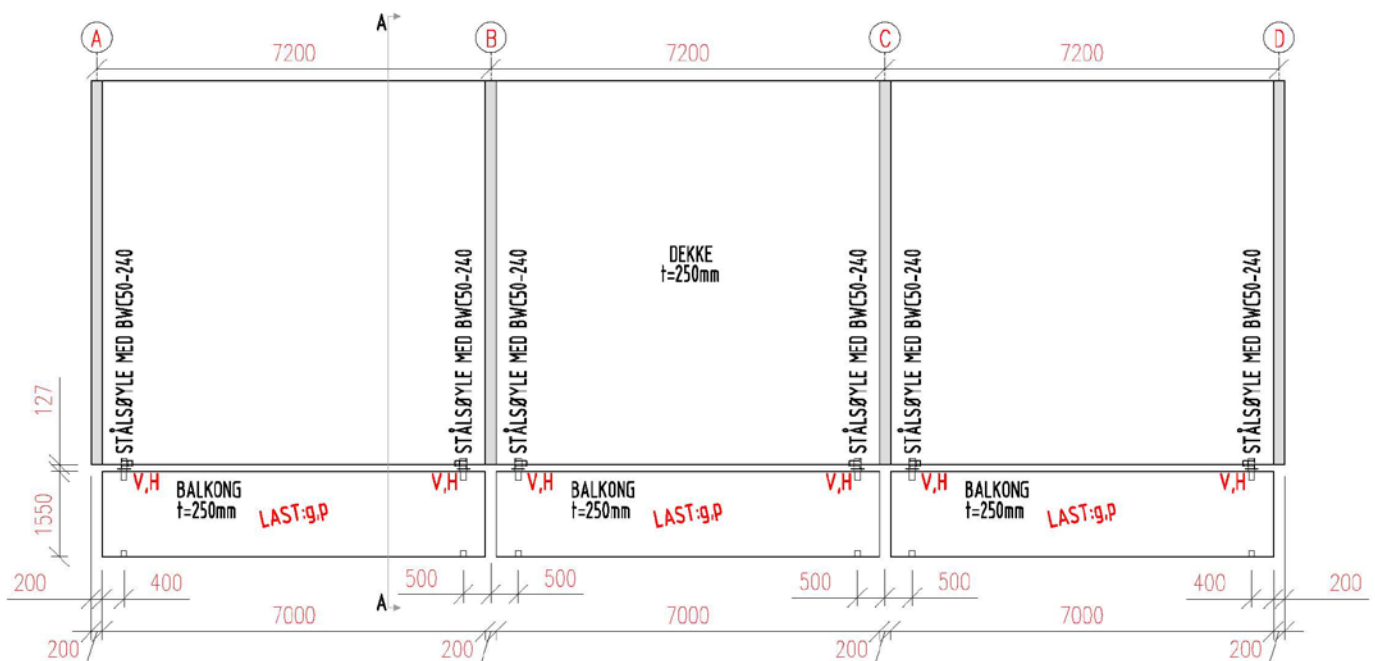 A
A
B
C
D
7200
7200
7200
STÅLSØYLE MED BWC50-240
STÅLSØYLE MED BWC50-240
STÅLSØYLE MED BWC50-240
STÅLSØYLE MED BWC50-240
STÅLSØYLE MED BWC50-240
STÅLSØYLE MED BWC50-240
DEKKE
t=250mm
127
1550
V,H
V,H
V,H
V,H
V,H
V,H
BALKONG
t=250mm
LAST:g,p
BALKONG
t=250mm
LAST:g,p
BALKONG
t=250mm
LAST:g,p
200
400
500
500
500
500
400
200
A
7000
7000
7000
200
200
200
200